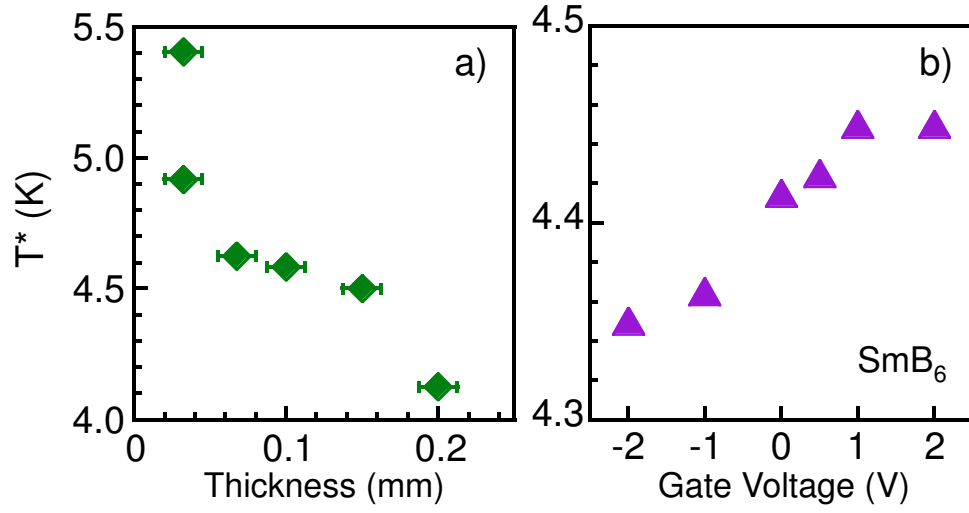 5.5
5.0
4.5
4.0
T* (K)
a)
0
0.1
0.2
Thickness (mm)
4.5
4.4
4.3
b)
SmB₆
-2
-1
0
1
2
Gate Voltage (V)